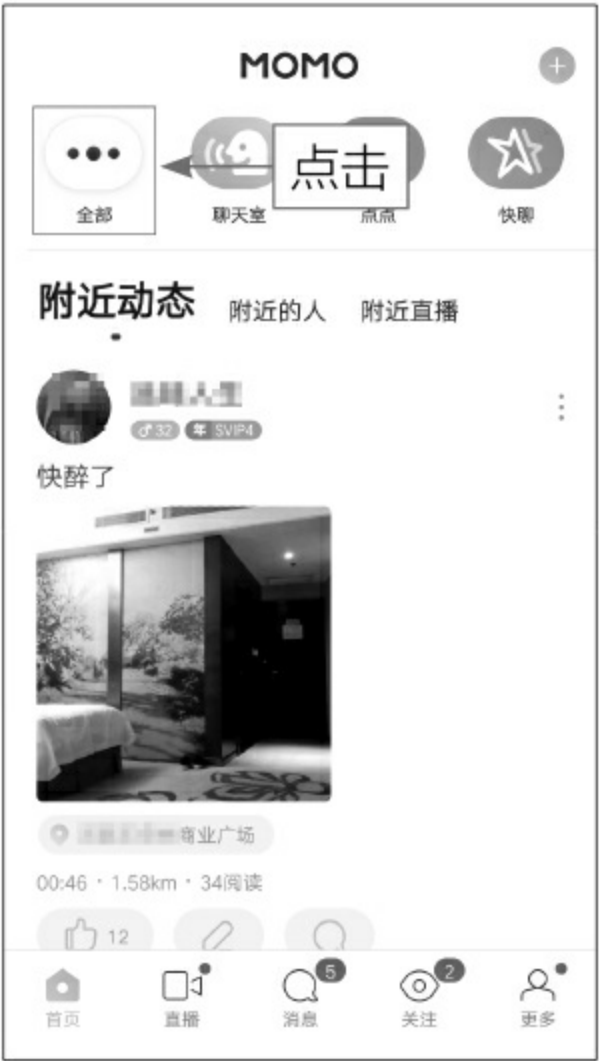 MOMO
点击
全部
聊天室
点点
快聊
附近动态 附近的人 附近直播
32 年 SVIP4
快醉了
商业广场
00:46 · 1.58km · 34阅读
12
5
2
首页
直播
消息
关注
更多